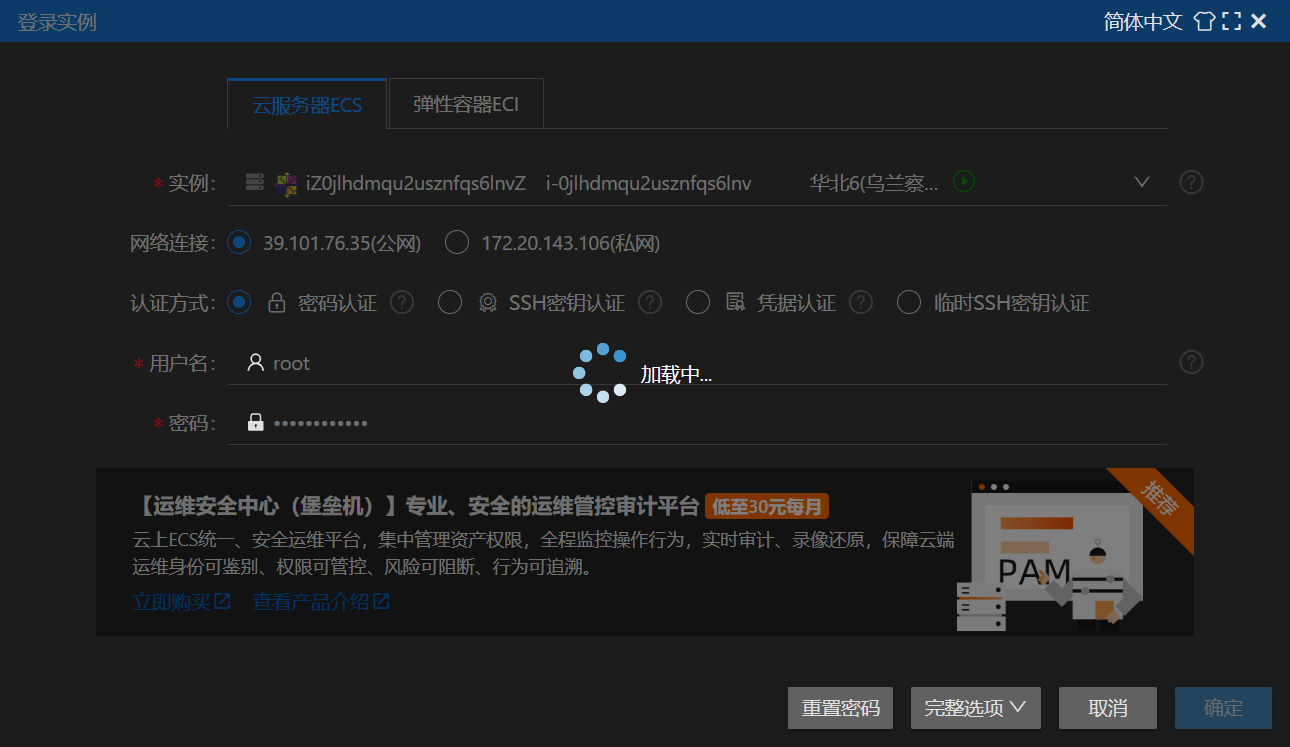 登录实例
简体中文
云服务器ECS
弹性容器ECI
* 实例: iZ0jlhdmqu2usznfqs6lnvZ i-0jlhdmqu2usznfqs6lnv 华北6(乌兰察...
网络连接: 39.101.76.35(公网) 172.20.143.106(私网)
认证方式: 密码认证 SSH密钥认证 凭据认证 临时SSH密钥认证
* 用户名: root
加载中...
* 密码: ••••••••••••
【运维安全中心（堡垒机）】专业、安全的运维管控审计平台 低至30元每月
推荐
云上ECS统一、安全运维平台，集中管理资产权限，全程监控操作行为，实时审计、录像还原，保障云端
运维身份可鉴别、权限可管控、风险可阻断、行为可追溯。
PAM
立即购买 查看产品介绍
重置密码 完整选项 取消 确定